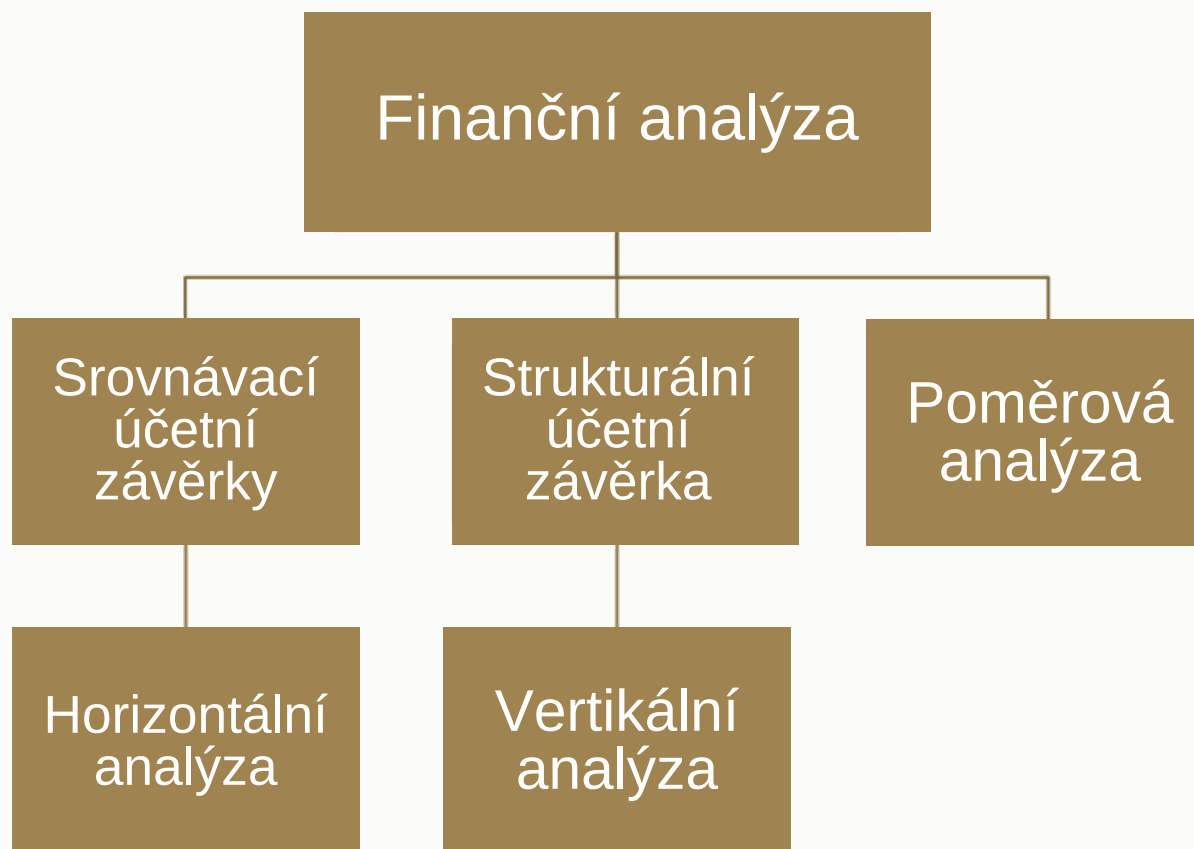 Finanční analýza
Srovnávací
účetní
závěrky
Strukturální
účetní
závěrka
Poměrová
analýza
Horizontální
analýza
Vertikální
analýza